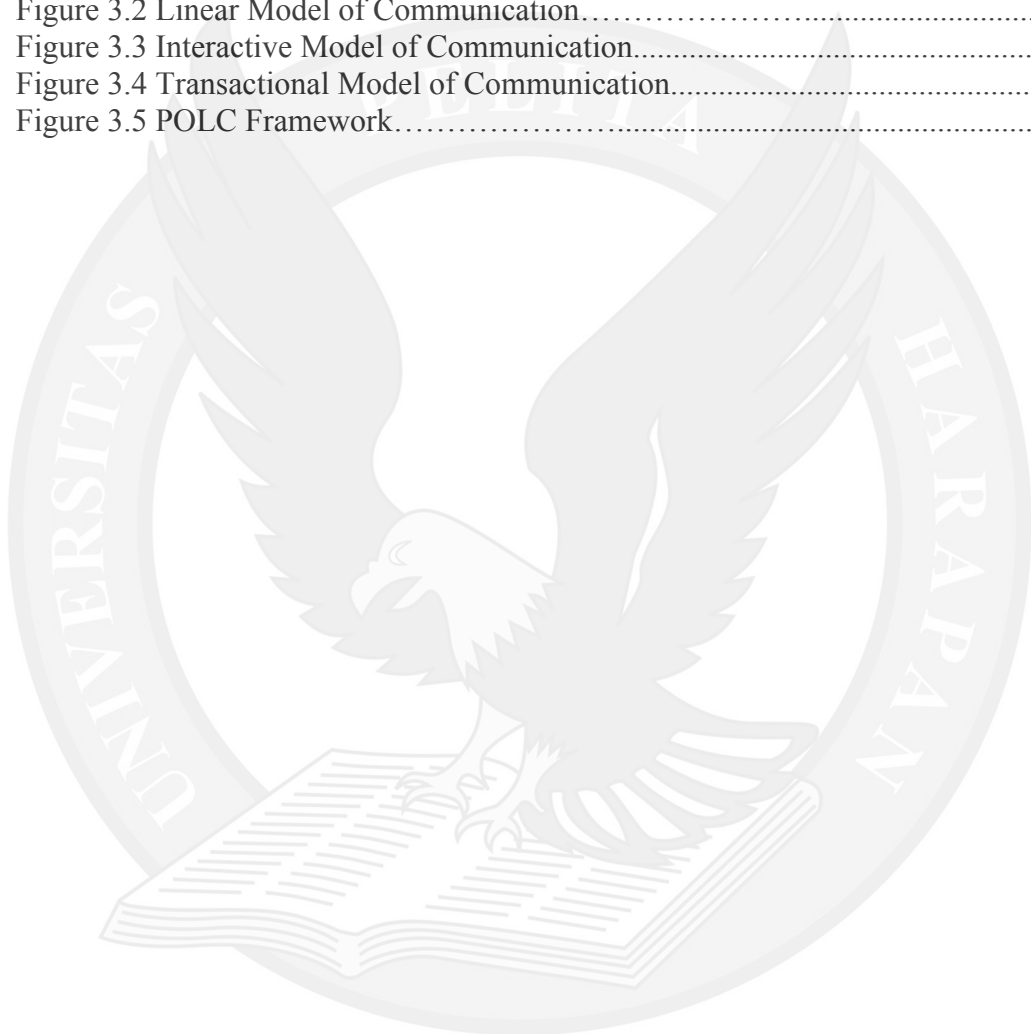 Figure 3.2 Linear Model of Communication…………………...............................
Figure 3.3 Interactive Model of Communication.................................................
Figure 3.4 Transactional Model of Communication............................................
Figure 3.5 POLC Framework…………………....................................................
UNIVERSITAS PELITA HARAPAN